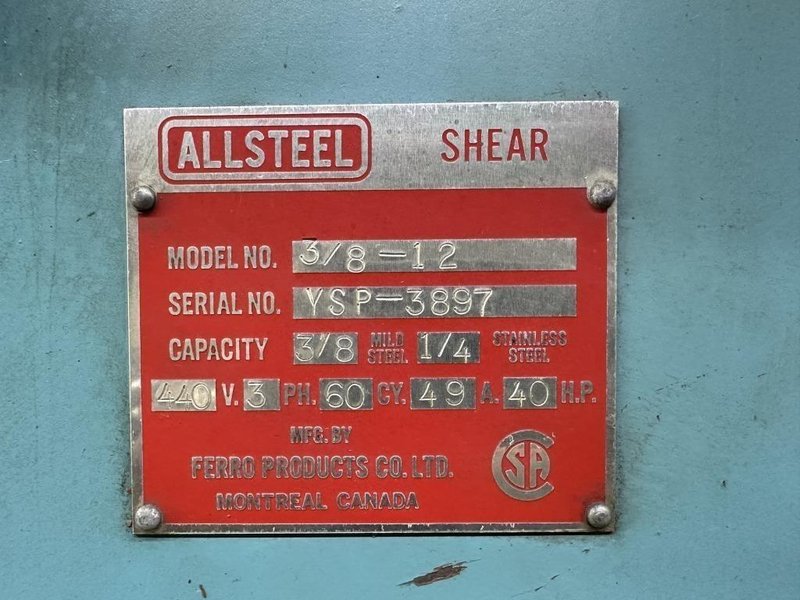 ALLSTEEL SHEAR
MODEL NO. 3/8-12
SERIAL NO. YSP-3897
CAPACITY 3/8 MILD STEEL 1/4 STAINLESS STEEL
440 V. 3 PH. 60 CY. 49 A. 40 H.P.
MFG. BY
FERRO PRODUCTS CO. LTD.
MONTREAL CANADA
CSA